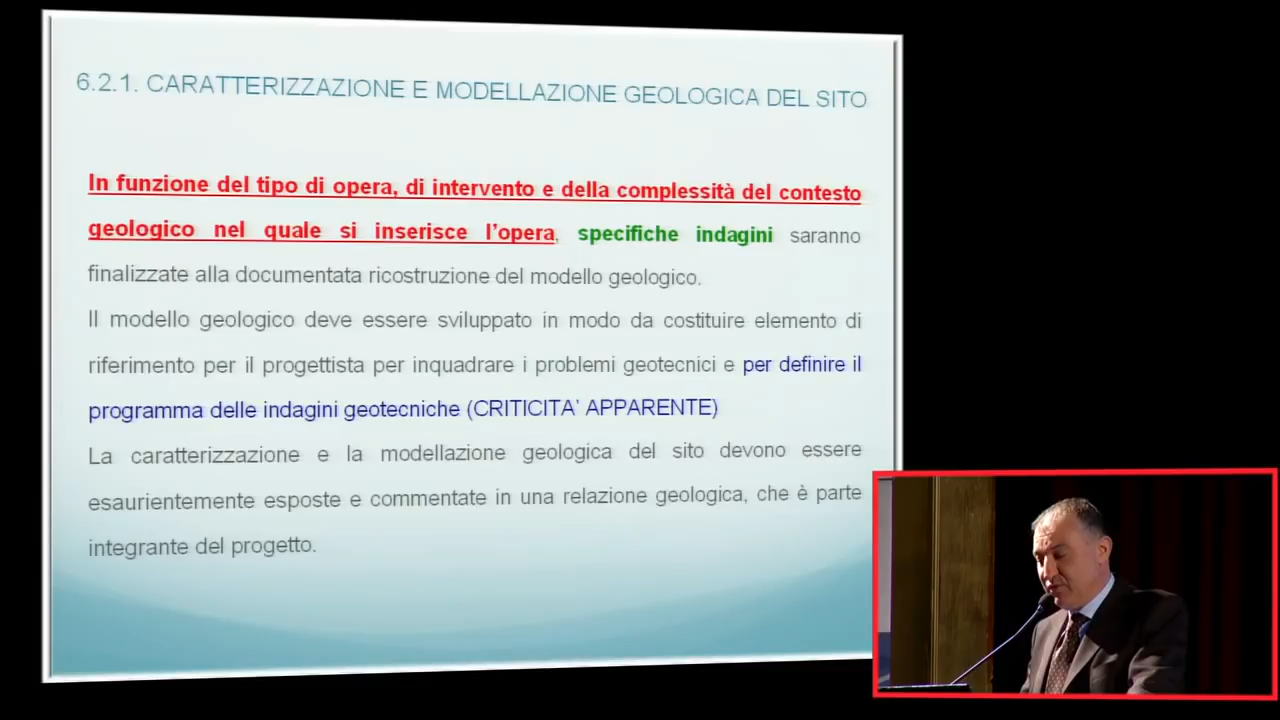 6.2.1. CARATTERIZZAZIONE E MODELLAZIONE GEOLOGICA DEL SITO
In funzione del tipo di opera, di intervento e della complessità del contesto
geologico nel quale si inserisce l’opera, specifiche indagini saranno
finalizzate alla documentata ricostruzione del modello geologico.
Il modello geologico deve essere sviluppato in modo da costituire elemento di
riferimento per il progettista per inquadrare i problemi geotecnici e per definire il
programma delle indagini geotecniche (CRITICITA’ APPARENTE)
La caratterizzazione e la modellazione geologica del sito devono essere
esaurientemente esposte e commentate in una relazione geologica, che è parte
integrante del progetto.